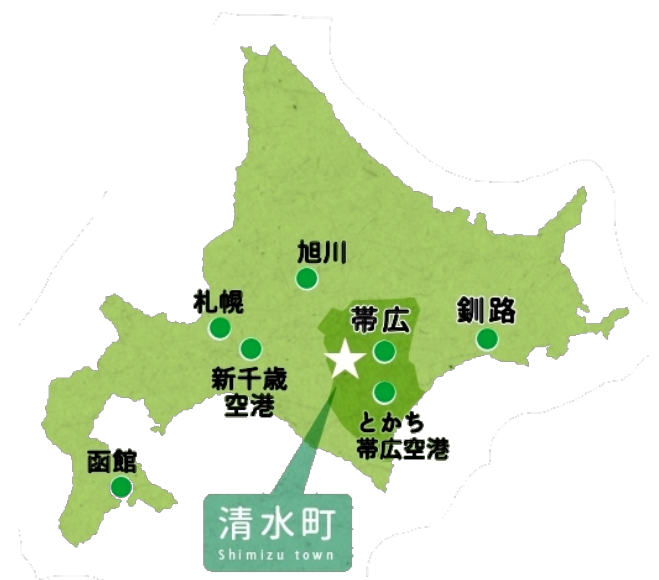 旭川
札幌
帯広
釧路
新千歳
空港
とかち
帯広空港
函館
清水町
Shimizu town